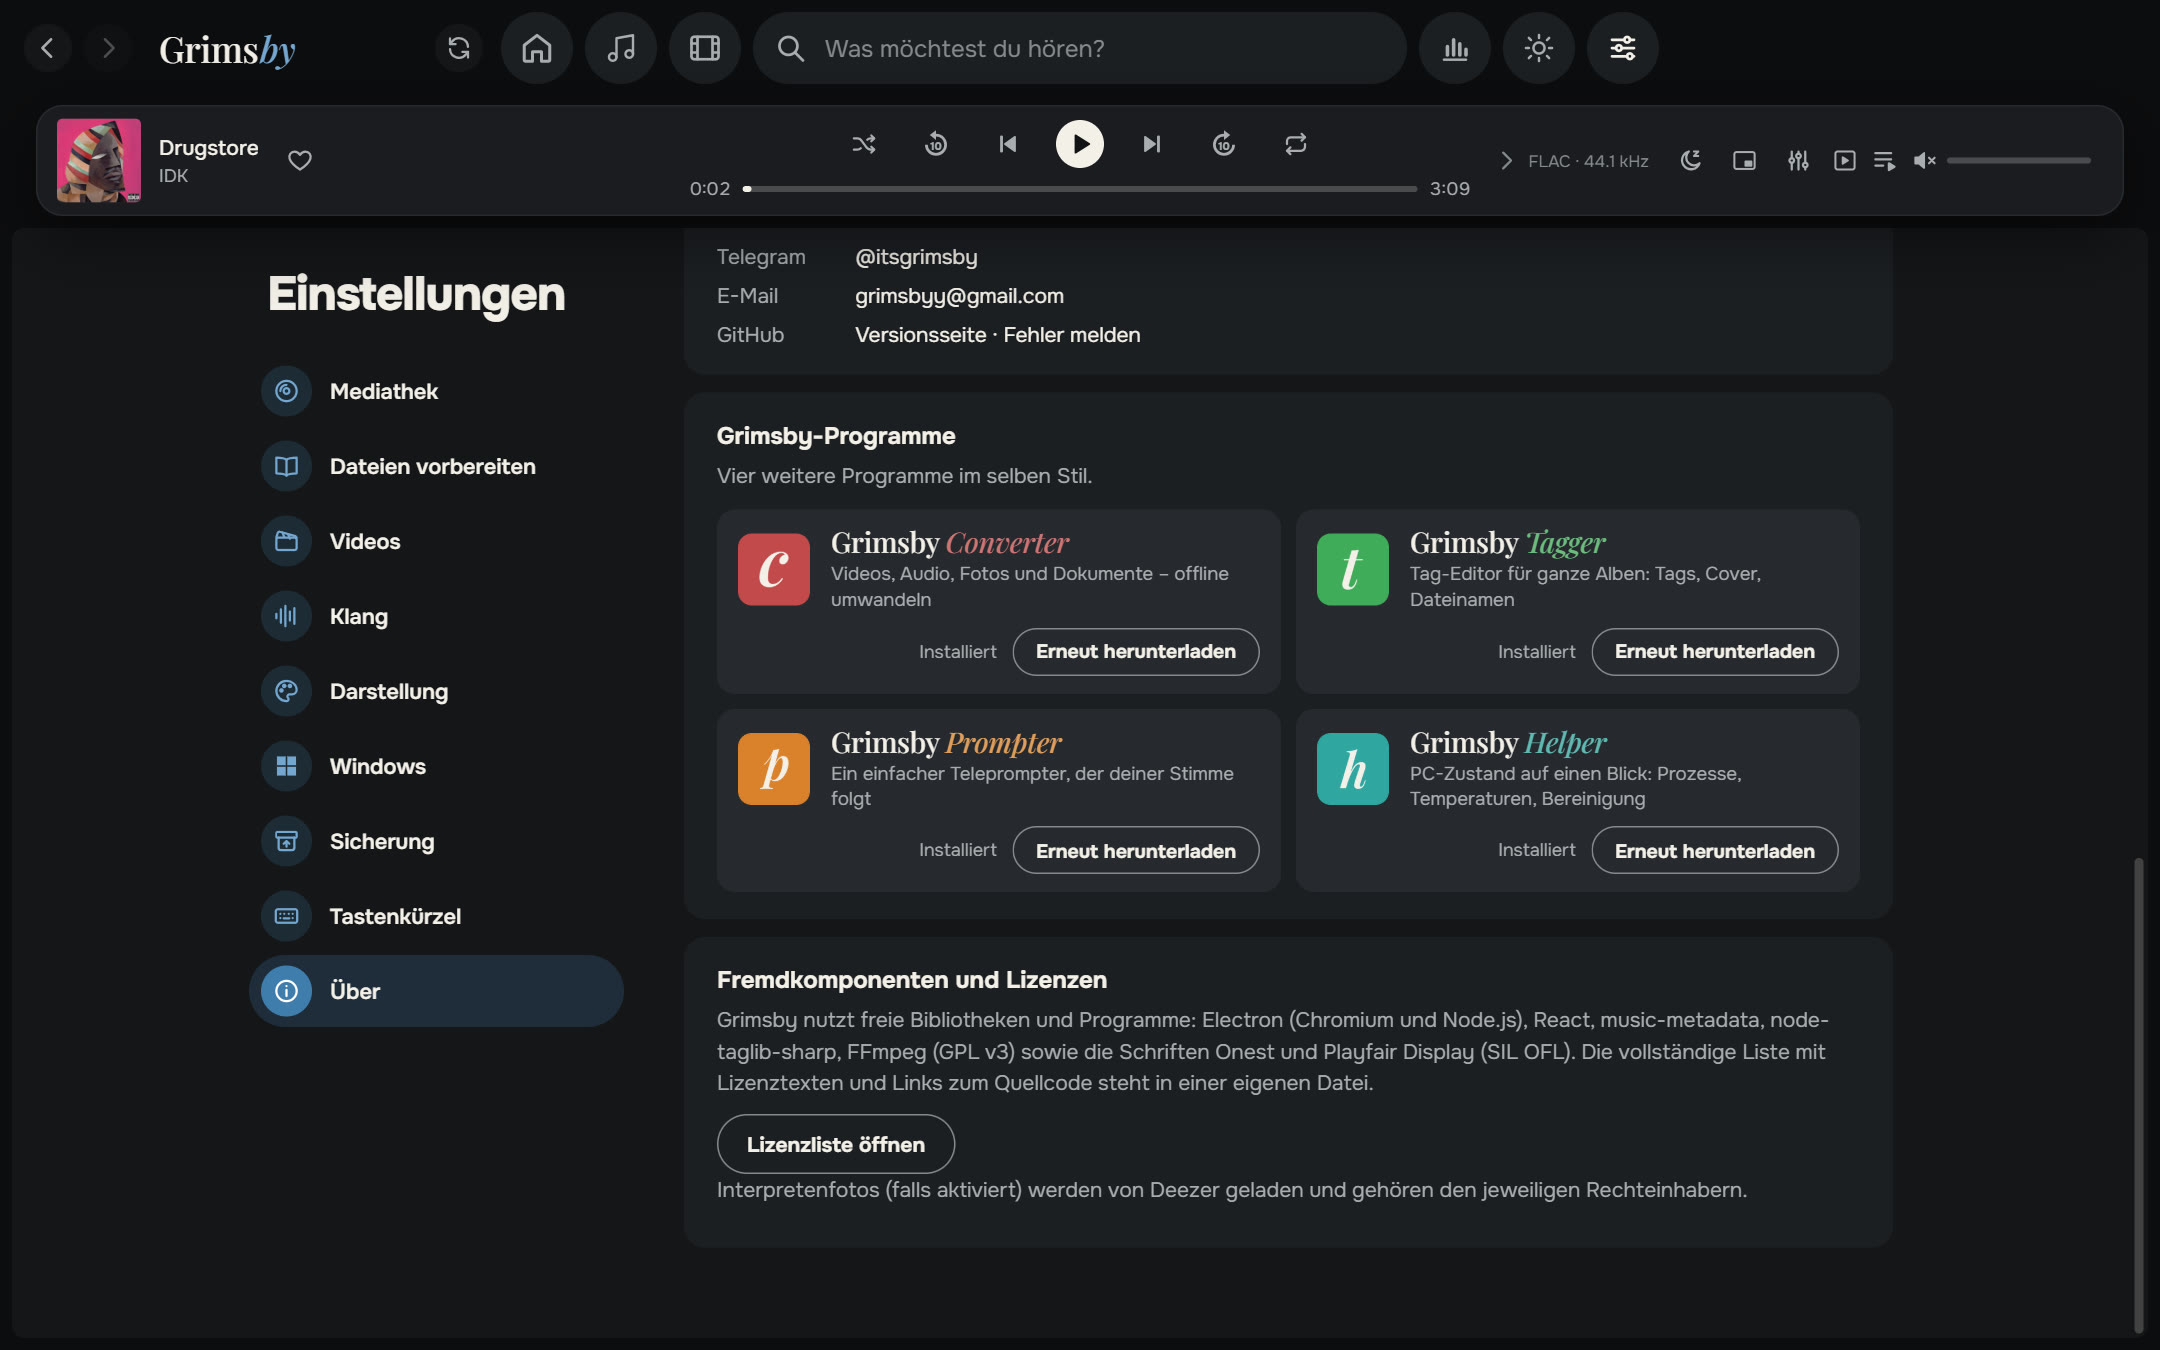 Grimsby
Was möchtest du hören?
Drugstore
IDK
10
10
0:02
3:09
FLAC · 44.1 kHz
Einstellungen
Mediathek
Dateien vorbereiten
Videos
Klang
Darstellung
Windows
Sicherung
Tastenkürzel
Über
Telegram @itsgrimsby
E-Mail grimsbyy@gmail.com
GitHub Versionsseite · Fehler melden
Grimsby-Programme
Vier weitere Programme im selben Stil.
c
Grimsby Converter
Videos, Audio, Fotos und Dokumente – offline
umwandeln
Installiert Erneut herunterladen
t
Grimsby Tagger
Tag-Editor für ganze Alben: Tags, Cover,
Dateinamen
Installiert Erneut herunterladen
p
Grimsby Prompter
Ein einfacher Teleprompter, der deiner Stimme
folgt
Installiert Erneut herunterladen
h
Grimsby Helper
PC-Zustand auf einen Blick: Prozesse,
Temperaturen, Bereinigung
Installiert Erneut herunterladen
Fremdkomponenten und Lizenzen
Grimsby nutzt freie Bibliotheken und Programme: Electron (Chromium und Node.js), React, music-metadata, node-
taglib-sharp, FFmpeg (GPL v3) sowie die Schriften Onest und Playfair Display (SIL OFL). Die vollständige Liste mit
Lizenztexten und Links zum Quellcode steht in einer eigenen Datei.
Lizenzliste öffnen
Interpretenfotos (falls aktiviert) werden von Deezer geladen und gehören den jeweiligen Rechteinhabern.